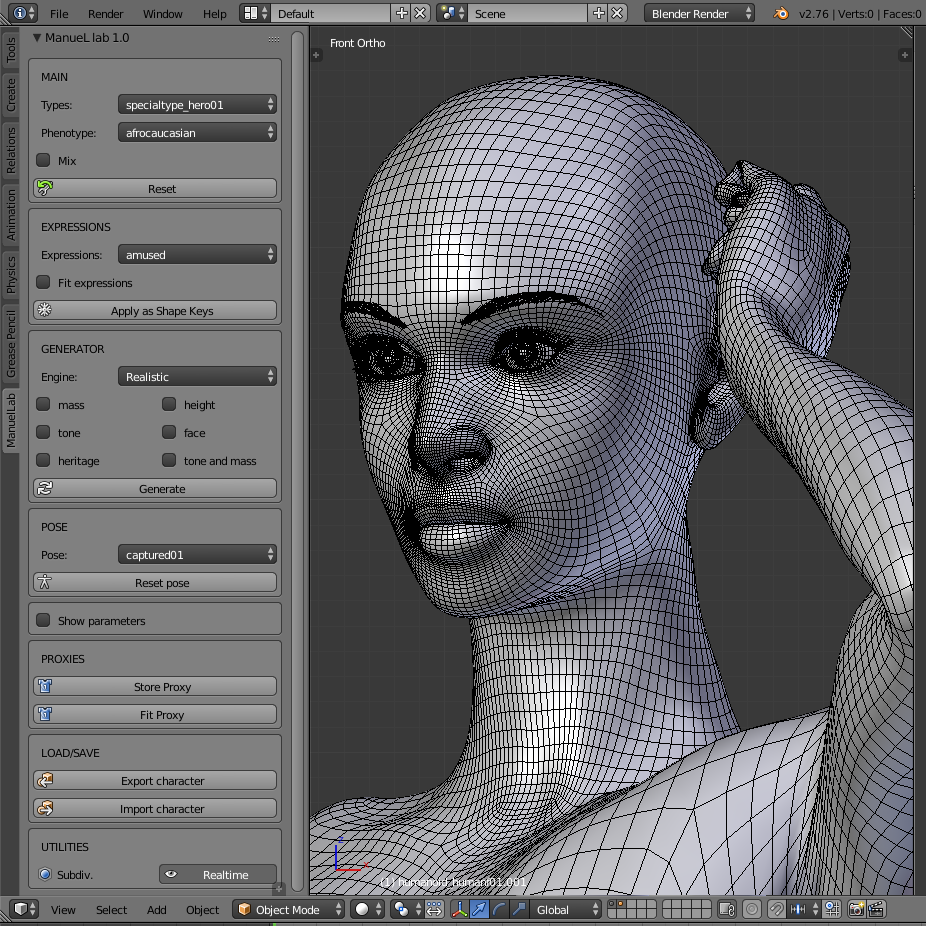 File Render Window Help Default Scene Blender Render v2.76 | Verts:0 | Faces:0
Tools
Create
Relations
Animation
Physics
Grease Pencil
ManuelLab
ManueL lab 1.0
MAIN
Types: specialtype_hero01
Phenotype: afrocaucasian
Mix
Reset
EXPRESSIONS
Expressions: amused
Fit expressions
Apply as Shape Keys
GENERATOR
Engine: Realistic
mass height
tone face
heritage tone and mass
Generate
POSE
Pose: captured01
Reset pose
Show parameters
PROXIES
Store Proxy
Fit Proxy
LOAD/SAVE
Export character
Import character
UTILITIES
Subdiv. Realtime
Front Ortho
(1) humanoid_human01.001
View Select Add Object Object Mode Global